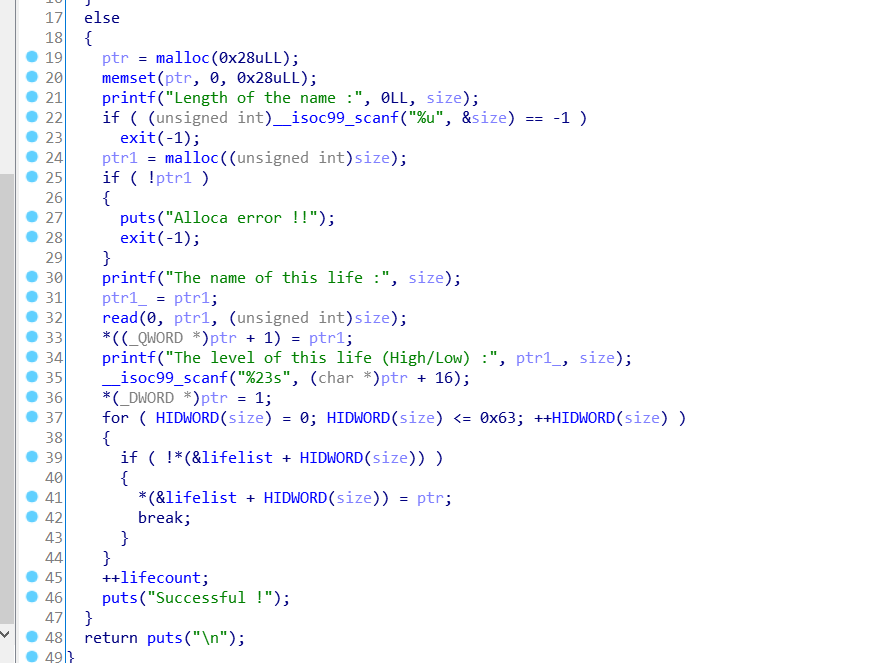 17 else
18 {
19 ptr = malloc(0x28uLL);
20 memset(ptr, 0, 0x28uLL);
21 printf("Length of the name :", 0LL, size);
22 if ( (unsigned int)__isoc99_scanf("%u", &size) == -1 )
23 exit(-1);
24 ptr1 = malloc((unsigned int)size);
25 if ( !ptr1 )
26 {
27 puts("Alloca error !!");
28 exit(-1);
29 }
30 printf("The name of this life :", size);
31 ptr1_ = ptr1;
32 read(0, ptr1, (unsigned int)size);
33 *((_QWORD *)ptr + 1) = ptr1;
34 printf("The level of this life (High/Low) :", ptr1_, size);
35 __isoc99_scanf("%23s", (char *)ptr + 16);
36 *(_DWORD *)ptr = 1;
37 for ( HIDWORD(size) = 0; HIDWORD(size) <= 0x63; ++HIDWORD(size) )
38 {
39 if ( !*(&lifelist + HIDWORD(size)) )
40 {
41 *(&lifelist + HIDWORD(size)) = ptr;
42 break;
43 }
44 }
45 ++lifecount;
46 puts("Successful !");
47 }
48 return puts("\n");
49 }